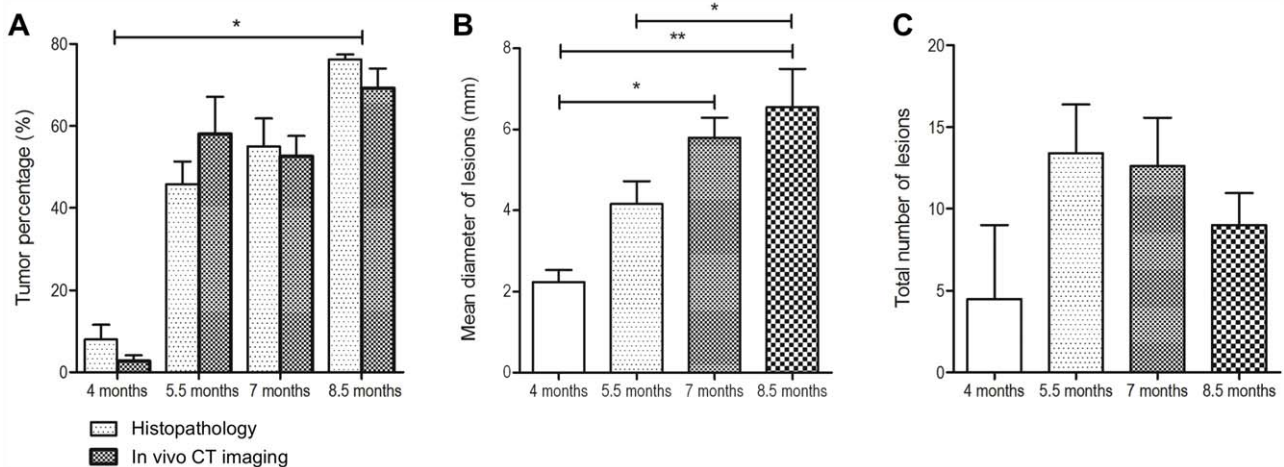 A
Tumor percentage (%)
80
60
40
20
0
*
4 months 5.5 months 7 months 8.5 months
Histopathology
In vivo CT imaging
B
Mean diameter of lesions (mm)
8
6
4
2
0
*
**
*
4 months 5.5 months 7 months 8.5 months
C
Total number of lesions
20
15
10
5
0
4 months 5.5 months 7 months 8.5 months